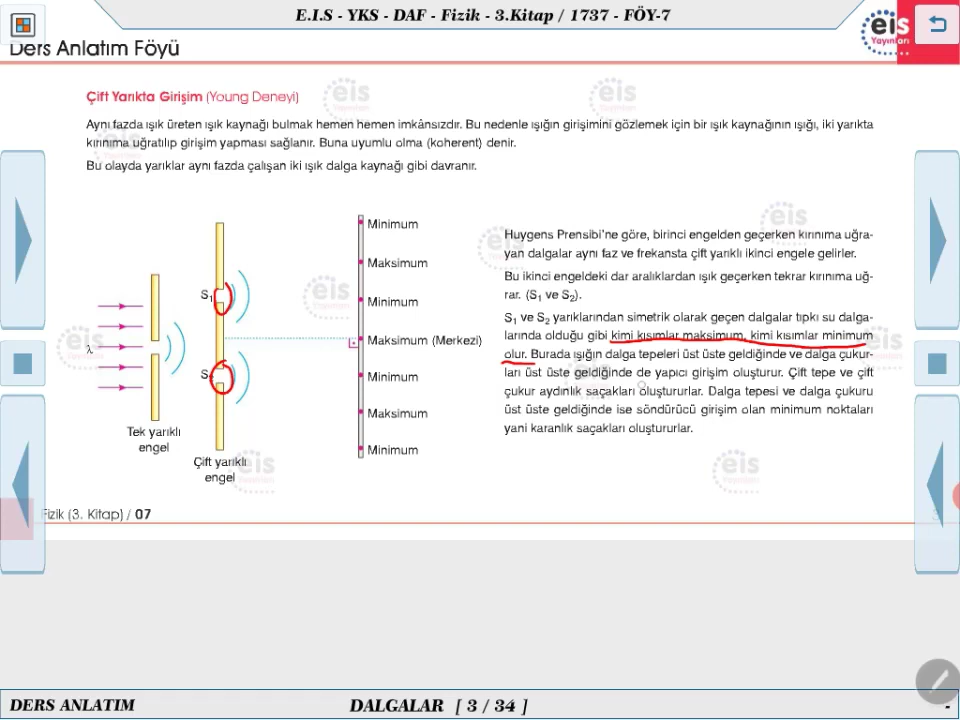 E.I.S - YKS - DAF - Fizik - 3.Kitap / 1737 - FÖY-7
eis
Yayınları
Ders Anlatım Föyü
Çift Yarıkta Girişim (Young Deneyi)
Aynı fazda ışık üreten ışık kaynağı bulmak hemen hemen imkânsızdır. Bu nedenle ışığın girişimini gözlemek için bir ışık kaynağının ışığı, iki yarıkta
kırınıma uğratılıp girişim yapması sağlanır. Buna uyumlu olma (koherent) denir.
Bu olayda yarıklar aynı fazda çalışan iki ışık dalga kaynağı gibi davranır.
Minimum
Maksimum
S1
Minimum
λ
Maksimum (Merkezi)
S
Minimum
Maksimum
Minimum
Tek yarıklı
engel
Çift yarıklı
engel
Huygens Prensibi'ne göre, birinci engelden geçerken kırınıma uğra-
yan dalgalar aynı faz ve frekansta çift yarıklı ikinci engele gelirler.
Bu ikinci engeldeki dar aralıklardan ışık geçerken tekrar kırınıma uğ-
rar. (S1 ve S2).
S1 ve S2 yarıklarından simetrik olarak geçen dalgalar tıpkı su dalga-
larında olduğu gibi kimi kısımlar maksimum, kimi kısımlar minimum
olur. Burada ışığın dalga tepeleri üst üste geldiğinde ve dalga çukur-
ları üst üste geldiğinde de yapıcı girişim oluşturur. Çift tepe ve çift
çukur aydınlık saçakları oluştururlar. Dalga tepesi ve dalga çukuru
üst üste geldiğinde ise söndürücü girişim olan minimum noktaları
yani karanlık saçakları oluştururlar.
Fizik (3. Kitap) / 07
3
DERS ANLATIM
DALGALAR [ 3 / 34 ]
-